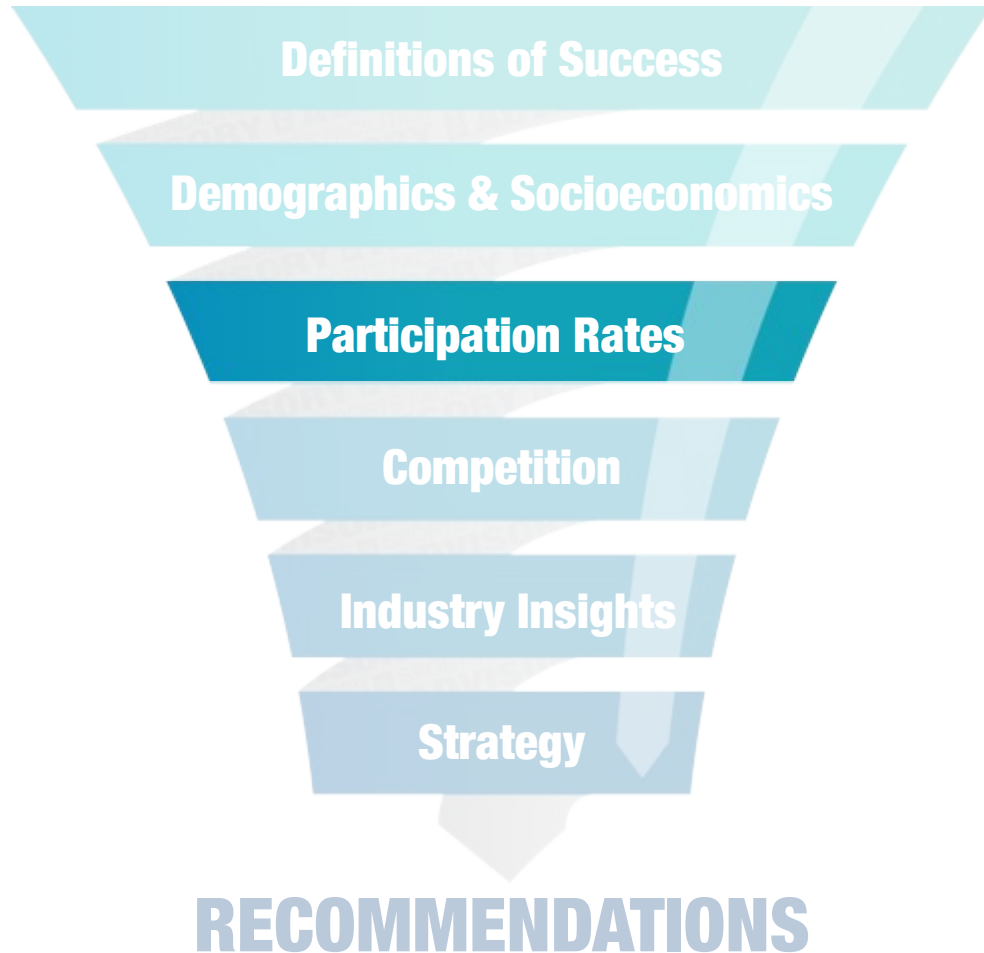 Definitions of Success
Demographics & Socioeconomics
Participation Rates
Competition
Industry Insights
Strategy
RECOMMENDATIONS